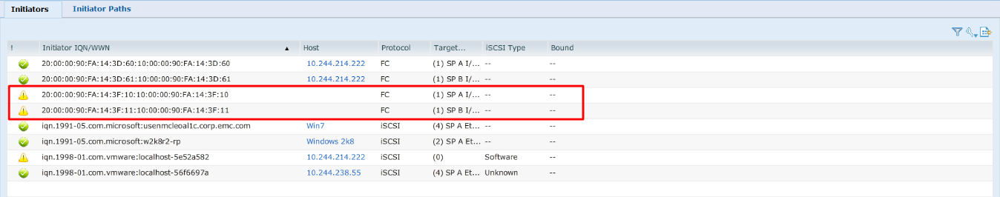 Initiators Initiator Paths
! Initiator IQN/WWN Host Protocol Target... iSCSI Type Bound
20:00:00:90:FA:14:3D:60:10:00:00:90:FA:14:3D:60 10.244.214.222 FC (1) SP A I/... -- --
20:00:00:90:FA:14:3D:61:10:00:00:90:FA:14:3D:61 10.244.214.222 FC (1) SP B I/... -- --
20:00:00:90:FA:14:3F:10:10:00:00:90:FA:14:3F:10 FC (1) SP A I/... -- --
20:00:00:90:FA:14:3F:11:10:00:00:90:FA:14:3F:11 FC (1) SP B I/... -- --
iqn.1991-05.com.microsoft:usenmcleoal1c.corp.emc.com Win7 iSCSI (4) SP A Et... -- --
iqn.1991-05.com.microsoft:w2k8r2-rp Windows 2k8 iSCSI (2) SP A Et... -- --
iqn.1998-01.com.vmware:localhost-5e52a582 10.244.214.222 iSCSI (0) Software --
iqn.1998-01.com.vmware:localhost-56f6697a 10.244.238.55 iSCSI (4) SP A Et... Unknown --